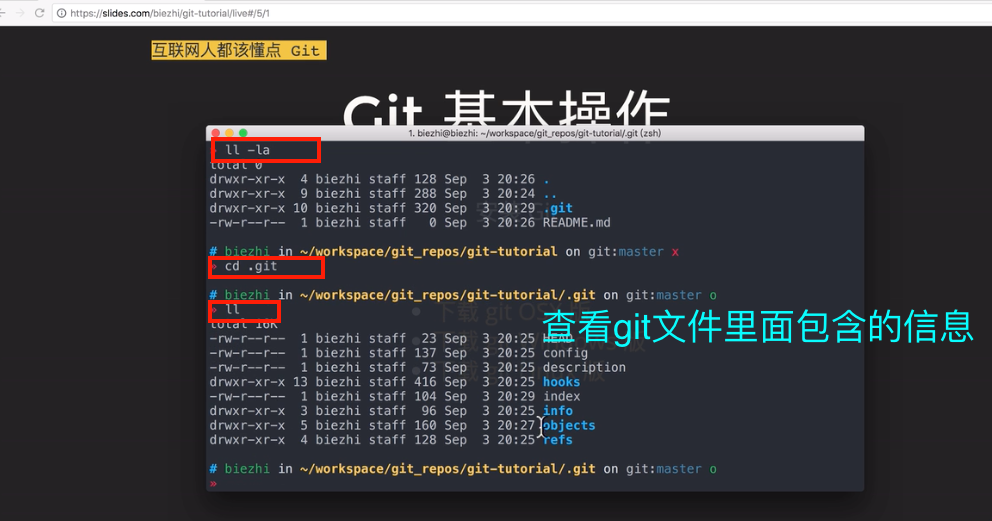 https://slides.com/biezhi/git-tutorial/live#/5/1
互联网人都该懂点 Git
Git 基本操作
1. biezhi@biezhi: ~/workspace/git_repos/git-tutorial/.git (zsh)
» ll -la
total 0
drwxr-xr-x 4 biezhi staff 128 Sep 3 20:26 .
drwxr-xr-x 9 biezhi staff 288 Sep 3 20:24 ..
drwxr-xr-x 10 biezhi staff 320 Sep 3 20:29 .git
-rw-r--r-- 1 biezhi staff 0 Sep 3 20:26 README.md
# biezhi in ~/workspace/git_repos/git-tutorial on git:master x
» cd .git
# biezhi in ~/workspace/git_repos/git-tutorial/.git on git:master o
» ll
total 16K
-rw-r--r-- 1 biezhi staff 23 Sep 3 20:25 HEAD
-rw-r--r-- 1 biezhi staff 137 Sep 3 20:25 config
-rw-r--r-- 1 biezhi staff 73 Sep 3 20:25 description
drwxr-xr-x 13 biezhi staff 416 Sep 3 20:25 hooks
-rw-r--r-- 1 biezhi staff 104 Sep 3 20:29 index
drwxr-xr-x 3 biezhi staff 96 Sep 3 20:25 info
drwxr-xr-x 5 biezhi staff 160 Sep 3 20:27 objects
drwxr-xr-x 4 biezhi staff 128 Sep 3 20:25 refs
查看git文件里面包含的信息
下载 git OSX 版
# biezhi in ~/workspace/git_repos/git-tutorial/.git on git:master o
»